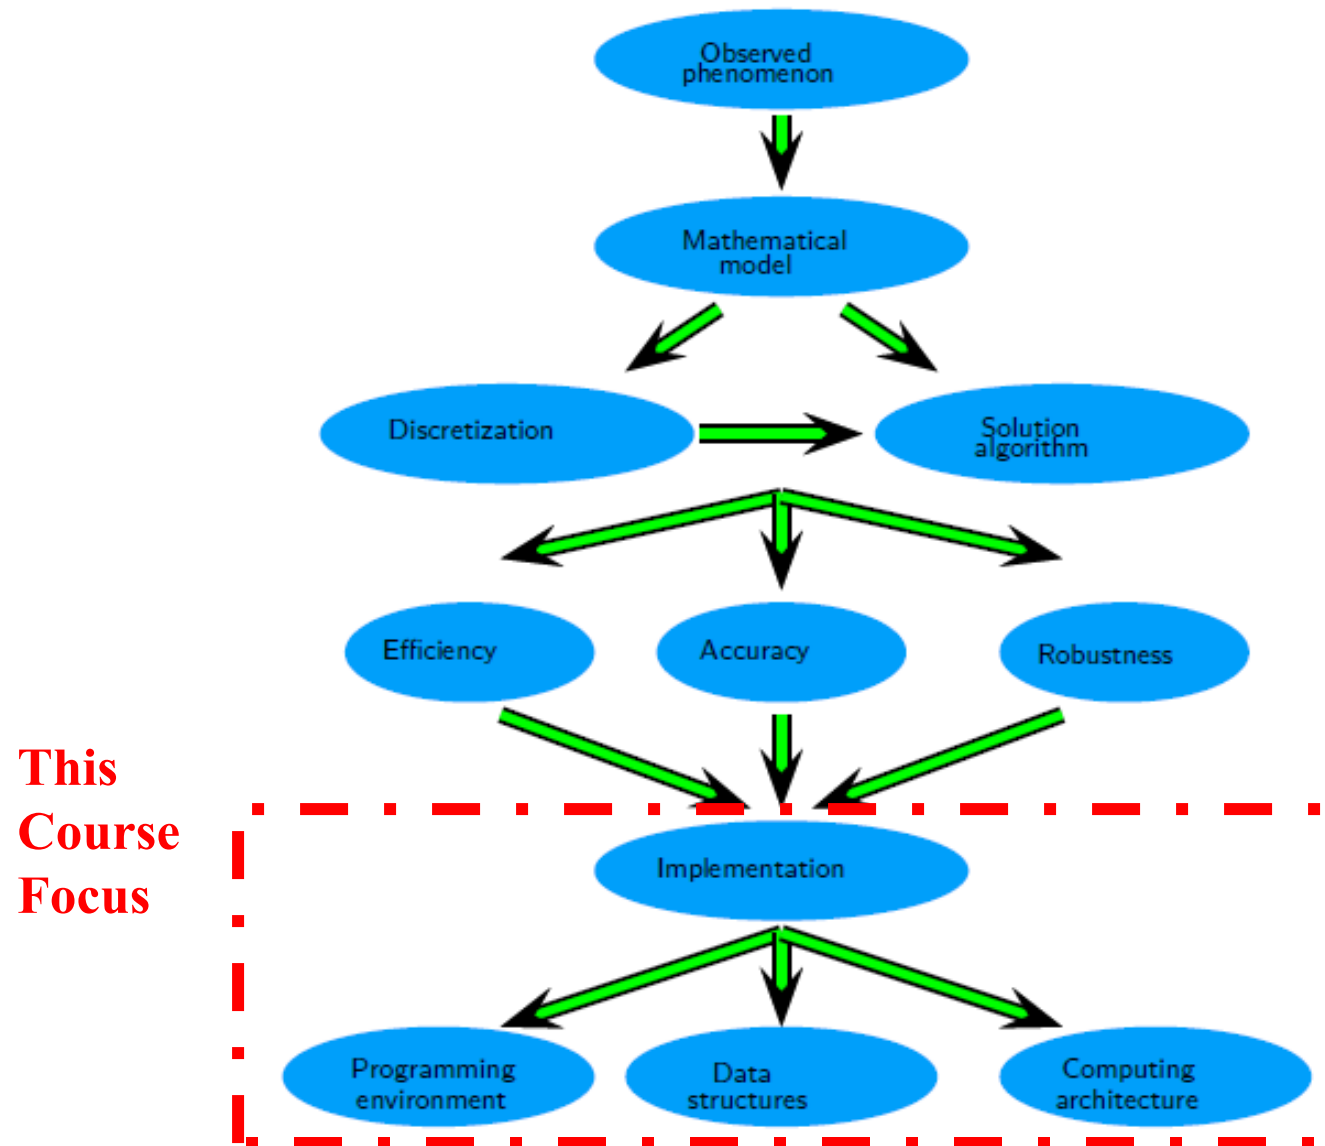 Observed
phenomenon
Mathematical
model
Discretization
Solution
algorithm
Efficiency
Accuracy
Robustness
This
Course
Focus
Implementation
Programming
environment
Data
structures
Computing
architecture